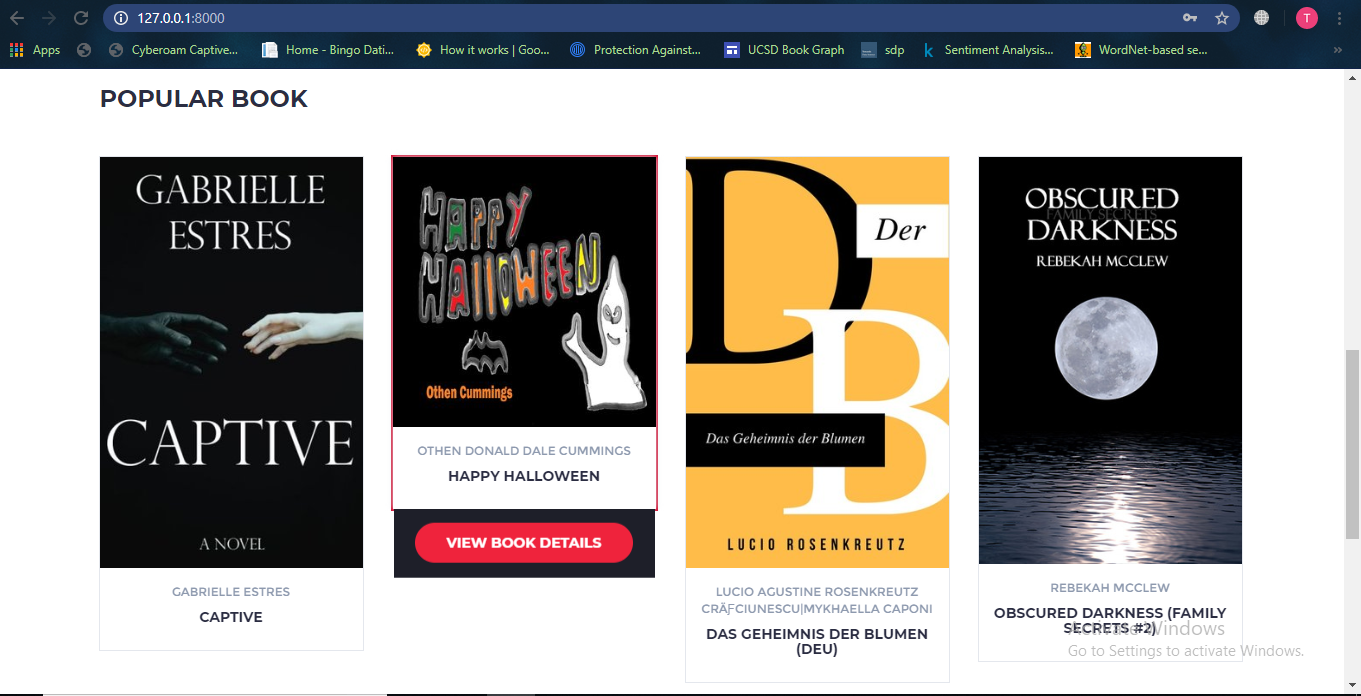 127.0.0.1:8000
T
Apps
Cyberoam Captive...
Home - Bingo Dati...
How it works | Goo...
Protection Against...
UCSD Book Graph
sdp
k
Sentiment Analysis...
WordNet-based se...
»
POPULAR BOOK
GABRIELLE
ESTRES
CAPTIVE
A NOVEL
GABRIELLE ESTRES
CAPTIVE
HAPPY
HALLOWEEN
Othen Cummings
OTHEN DONALD DALE CUMMINGS
HAPPY HALLOWEEN
VIEW BOOK DETAILS
D
Der
B
Das Geheimnis der Blumen
LUCIO ROSENKREUTZ
LUCIO AGUSTINE ROSENKREUTZ
CRÄƑCIUNESCU|MYKHAELLA CAPONI
DAS GEHEIMNIS DER BLUMEN
(DEU)
OBSCURED
FAMILY SECRETS
DARKNESS
REBEKAH MCCLEW
REBEKAH MCCLEW
OBSCURED DARKNESS (FAMILY
SECRETS #2)
Activate Windows
Go to Settings to activate Windows.